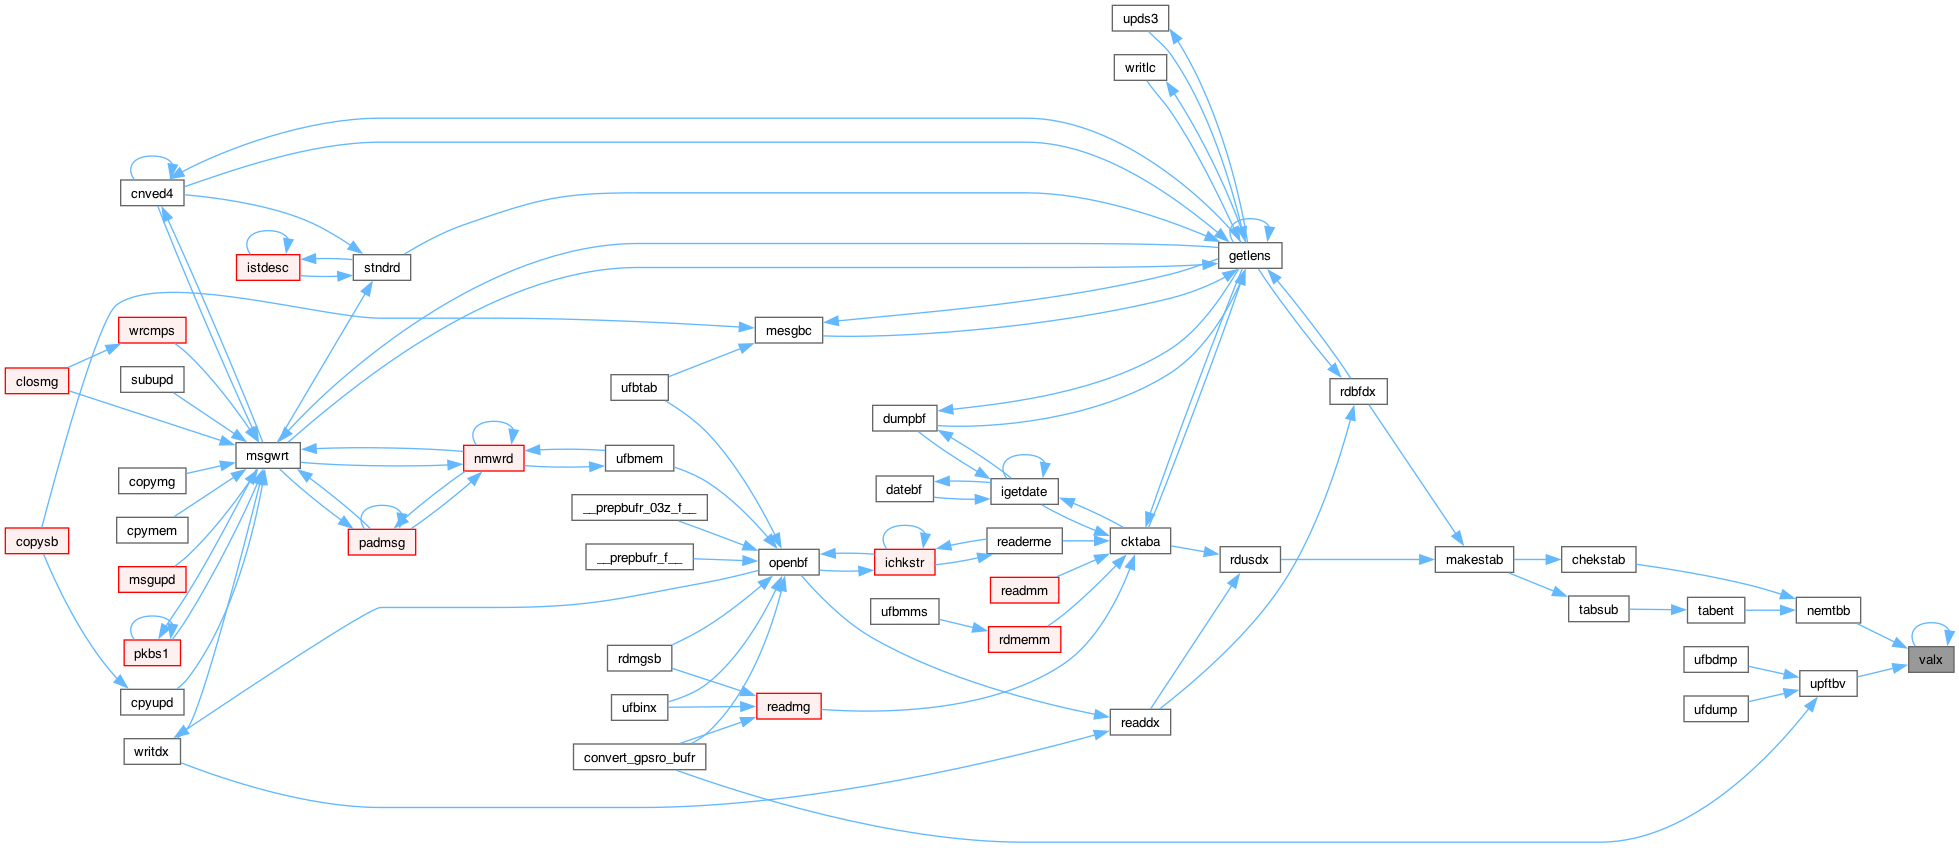 upds3
writlc
cnved4
getlens
istdesc
stndrd
wrcmps
mesgbc
closmg
subupd
ufbtab
rdbfdx
dumpbf
msgwrt
nmwrd
ufbmem
copymg
datebf
igetdate
__prepbufr_03z_f__
cpymem
copysb
padmsg
readerme
cktaba
__prepbufr_f__
openbf
ichkstr
rdusdx
makestab
chekstab
msgupd
readmm
ufbmms
tabsub
tabent
nemtbb
pkbs1
rdmemm
rdmgsb
ufbdmp
valx
upftbv
cpyupd
ufbinx
readmg
ufdump
readdx
writdx
convert_gpsro_bufr